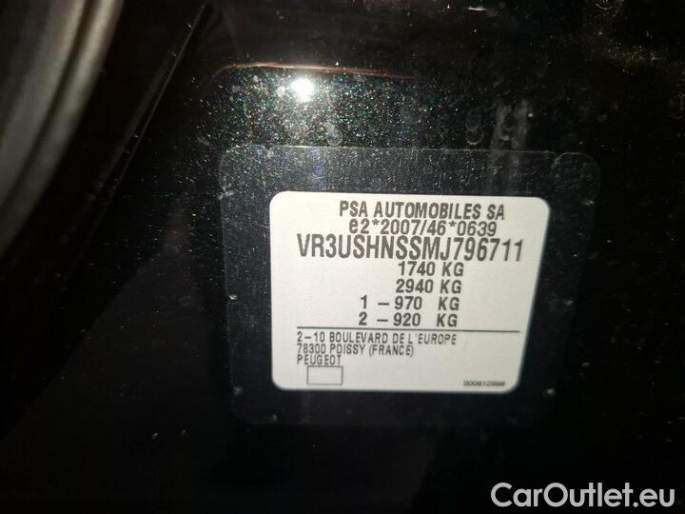 PSA AUTOMOBILES SA
e2*2007/46*0639
VR3USHNSSMJ796711
1740 KG
2940 KG
1 - 970 KG
2 - 920 KG
2-10 BOULEVARD DE L'EUROPE
78300 POISSY (FRANCE)
PEUGEOT
CarOutlet.eu